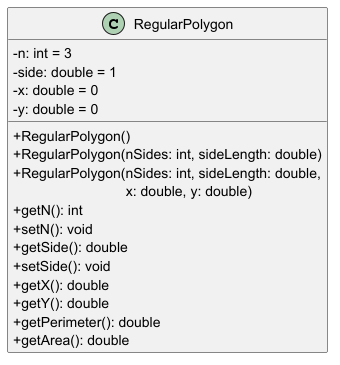 C RegularPolygon
-n: int = 3
-side: double = 1
-x: double = 0
-y: double = 0
+RegularPolygon()
+RegularPolygon(nSides: int, sideLength: double)
+RegularPolygon(nSides: int, sideLength: double,
x: double, y: double)
+getN(): int
+setN(): void
+getSide(): double
+setSide(): void
+getX(): double
+getY(): double
+getPerimeter(): double
+getArea(): double